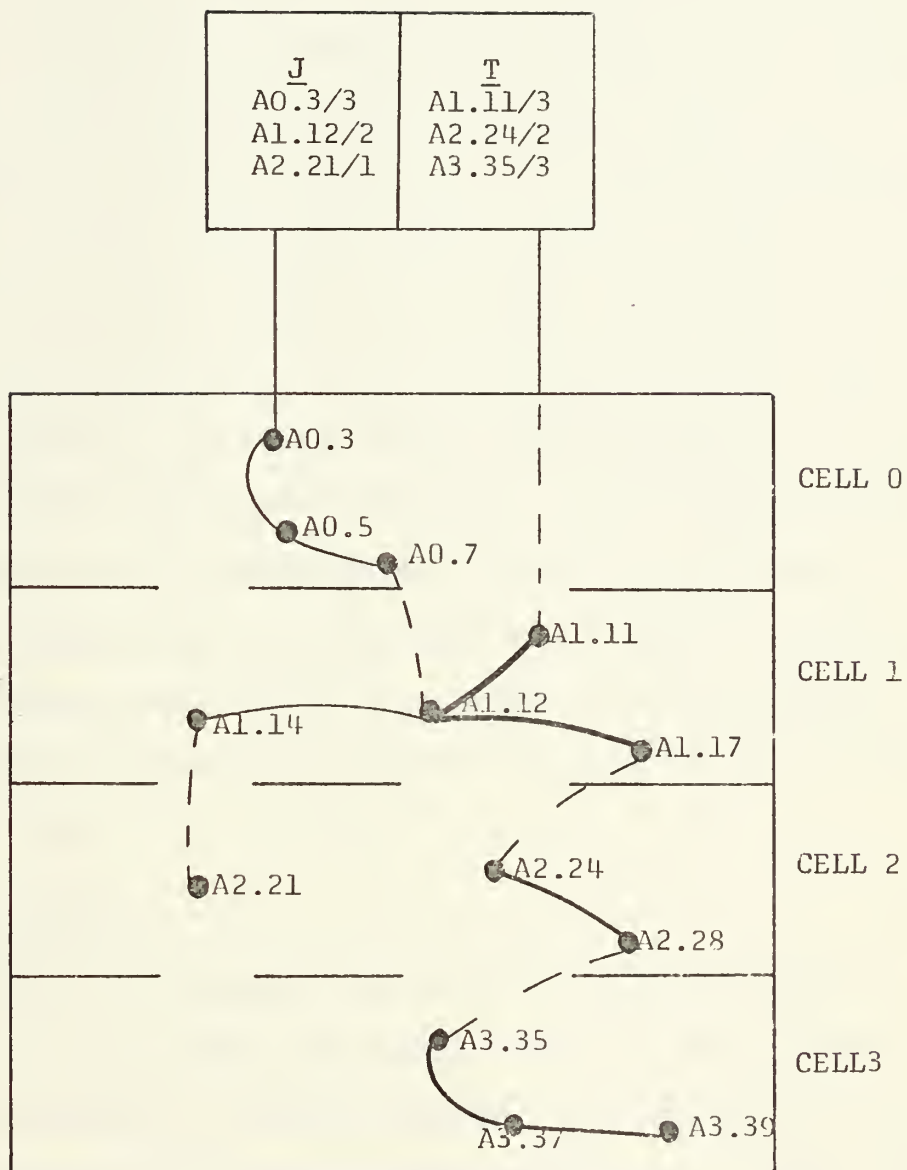 J
A0.3/3
A1.12/2
A2.21/1
T
A1.11/3
A2.24/2
A3.35/3
A0.3
CELL 0
A0.5
A0.7
A1.11
CELL 1
A1.12
A1.14
A1.17
A2.24
CELL 2
A2.21
A2.28
A3.35
CELL3
A3.37
A3.39